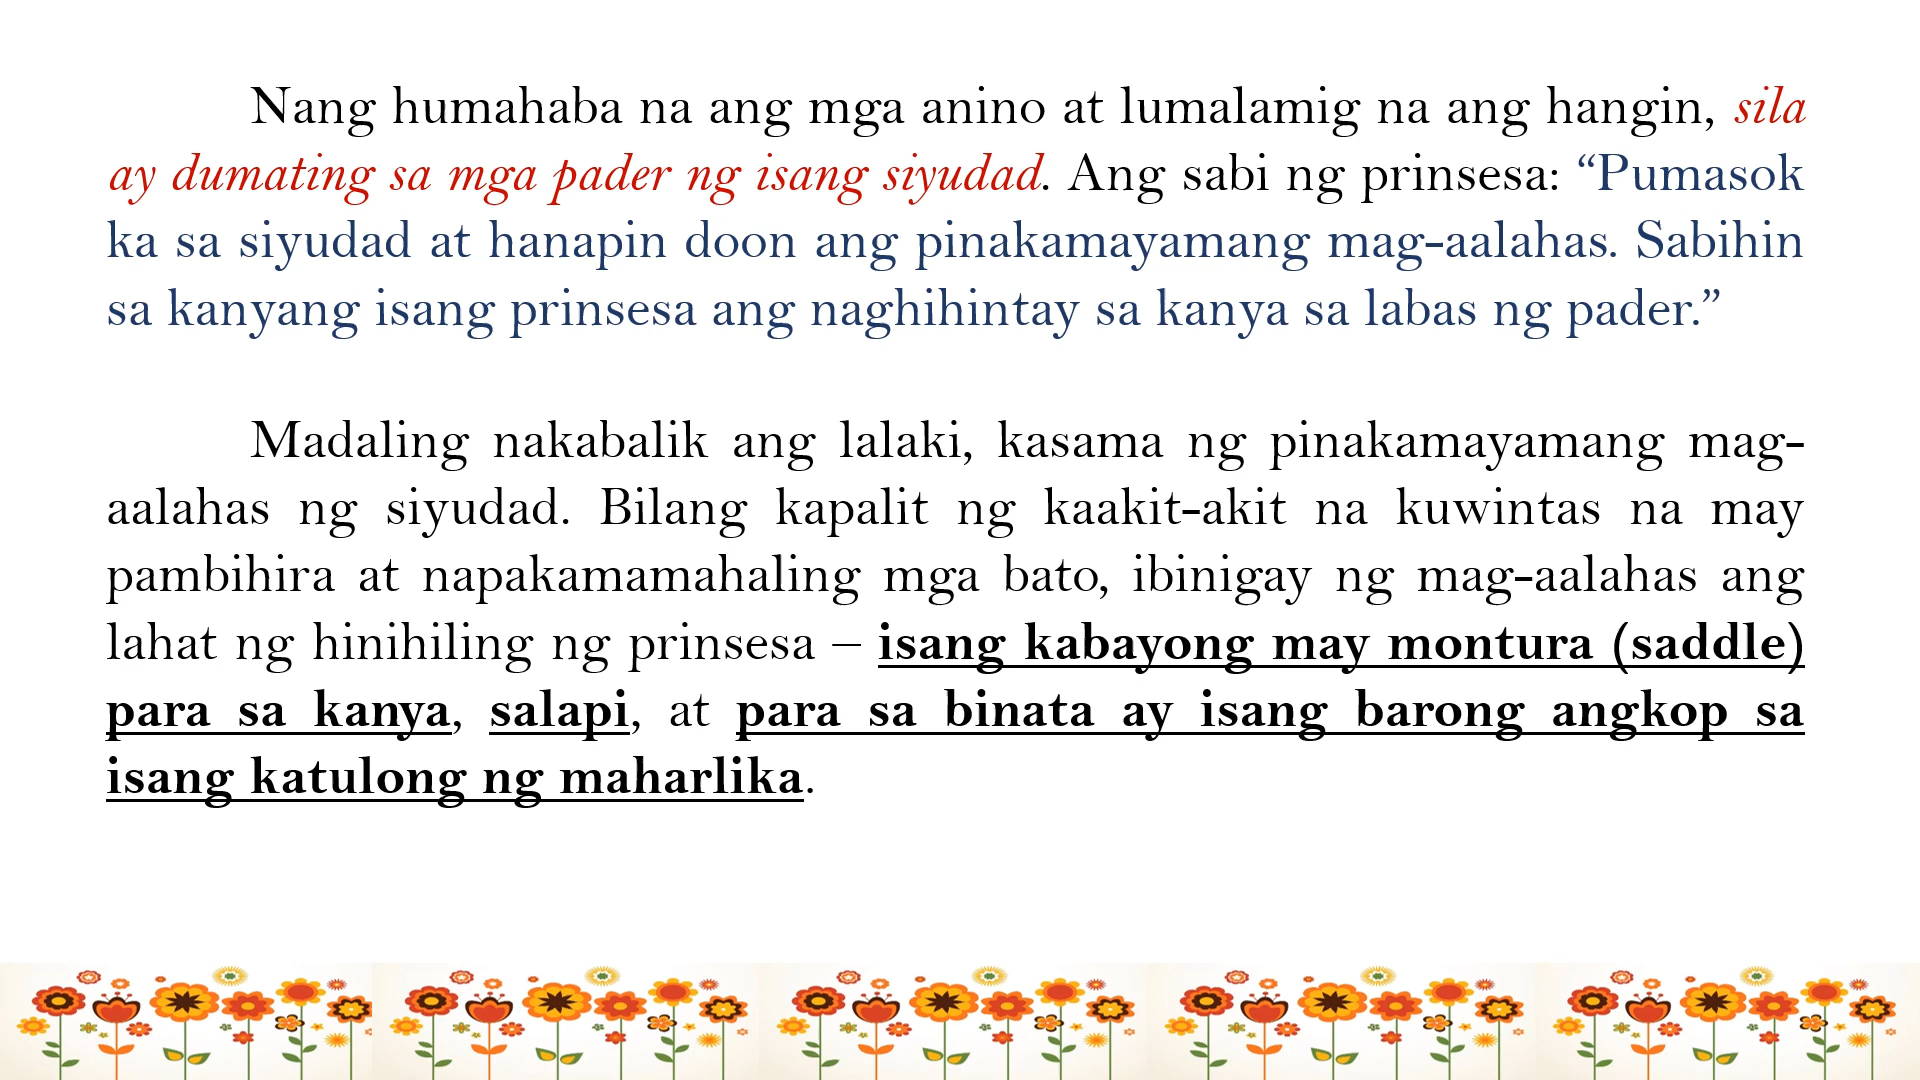 Nang humahaba na ang mga anino at lumalamig na ang hangin, sila
ay dumating sa mga pader ng isang siyudad. Ang sabi ng prinsesa: “Pumasok
ka sa siyudad at hanapin doon ang pinakamayamang mag-aalahas. Sabihin
sa kanyang isang prinsesa ang naghihintay sa kanya sa labas ng pader.”
Madaling nakabalik ang lalaki, kasama ng pinakamayamang mag-
aalahas ng siyudad. Bilang kapalit ng kaakit-akit na kuwintas na may
pambihira at napakamamahaling mga bato, ibinigay ng mag-aalahas ang
lahat ng hinihiling ng prinsesa – isang kabayong may montura (saddle)
para sa kanya, salapi, at para sa binata ay isang barong angkop sa
isang katulong ng maharlika.